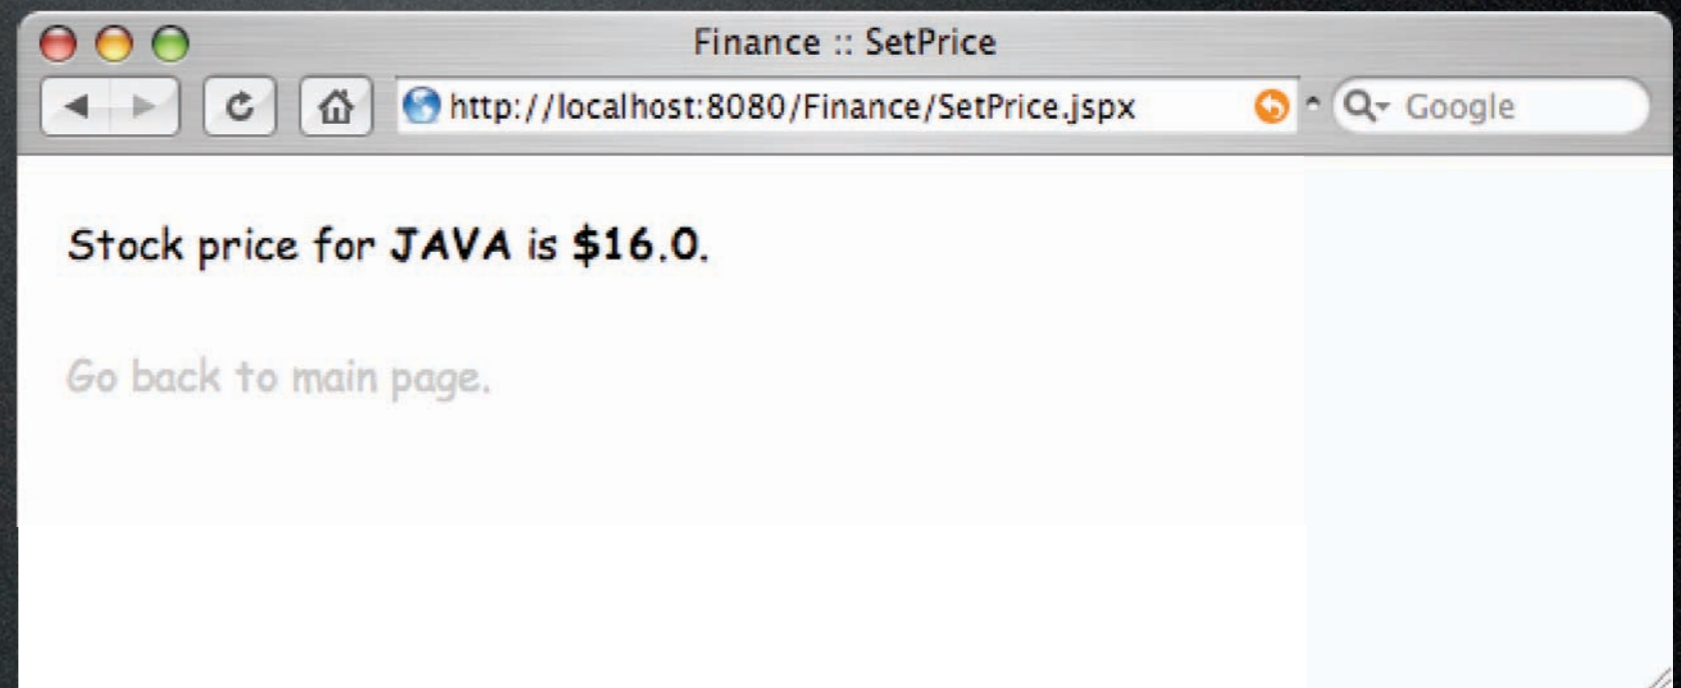 Finance :: SetPrice
http://localhost:8080/Finance/SetPrice.jspx
Google
Stock price for JAVA is $16.0.
Go back to main page.